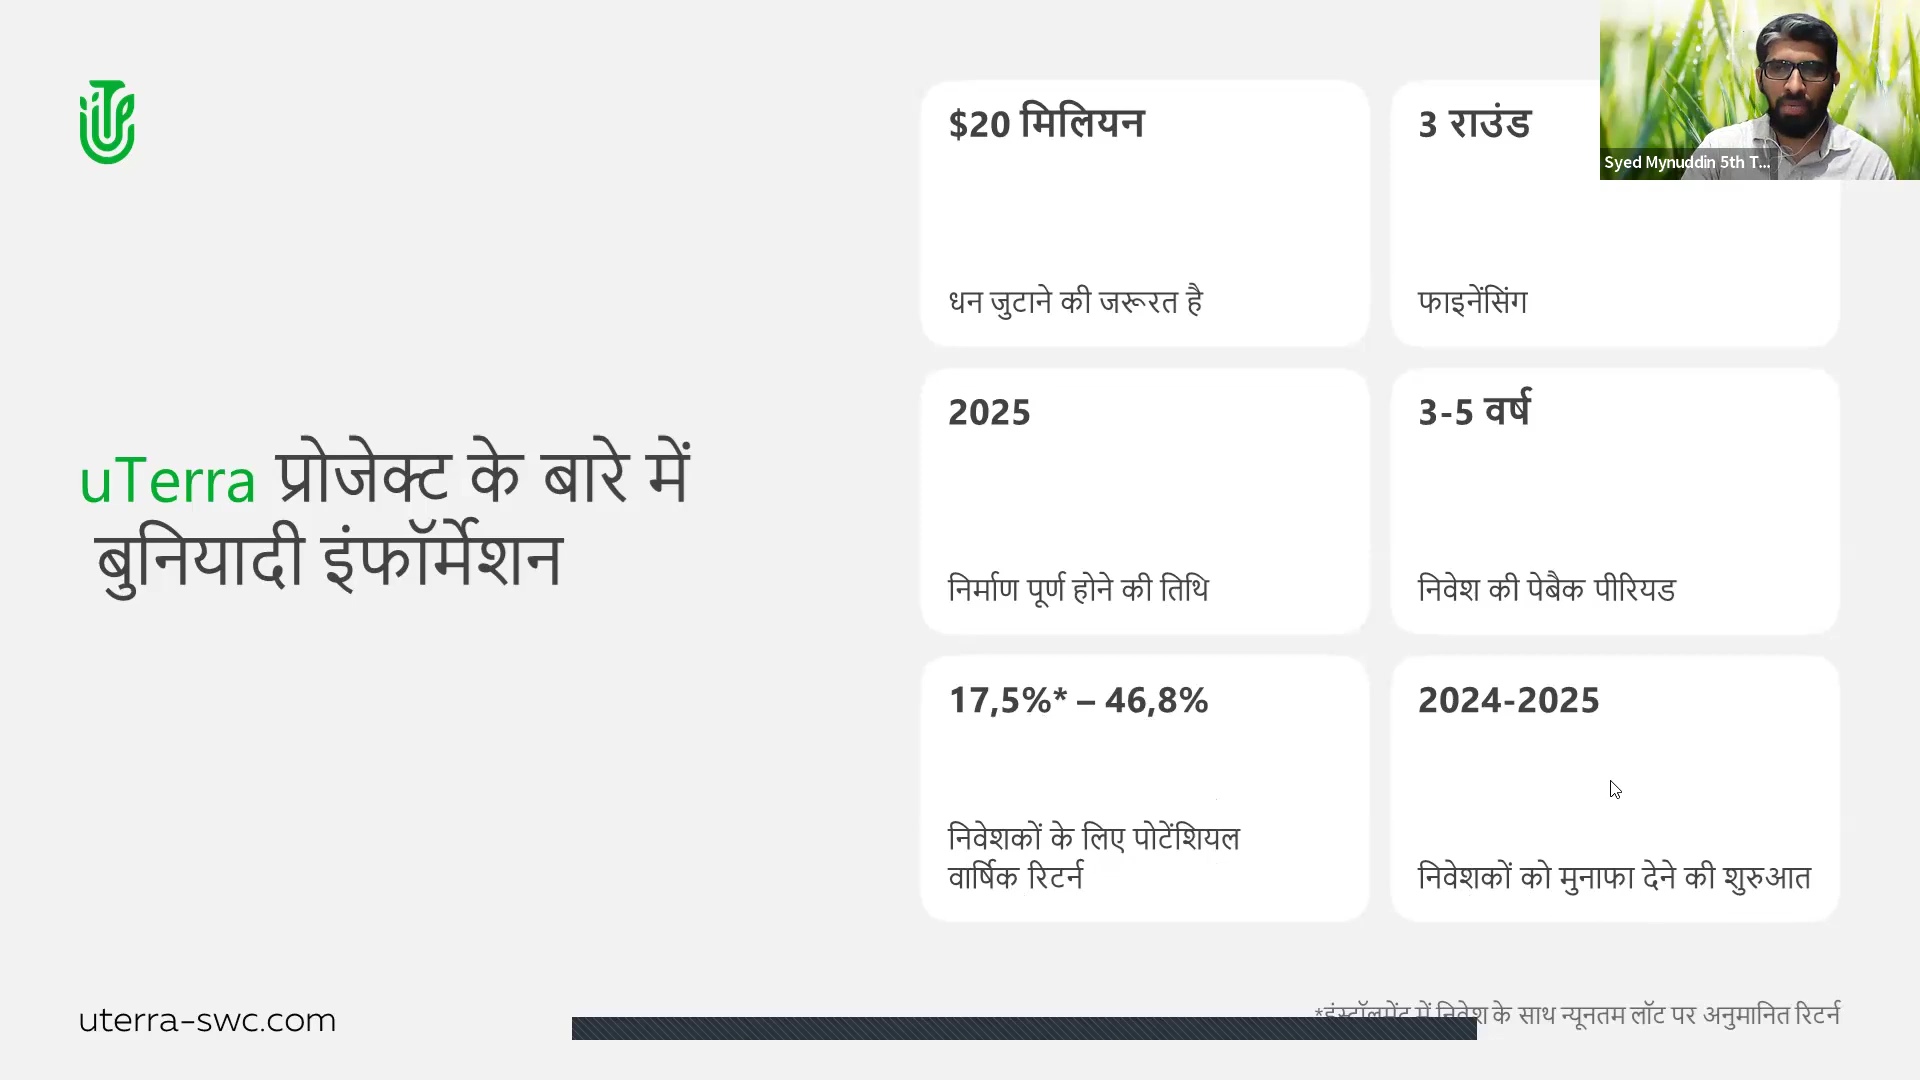 uTerra प्रोजेक्ट के बारे में
बुनियादी इंफॉर्मेशन
$20 मिलियन
धन जुटाने की जरूरत है
3 राउंड
फाइनेंसिंग
2025
निर्माण पूर्ण होने की तिथि
3-5 वर्ष
निवेश की पेबैक पीरियड
17,5%* – 46,8%
निवेशकों के लिए पोटेंशियल
वार्षिक रिटर्न
2024-2025
निवेशकों को मुनाफा देने की शुरुआत
Syed Mynuddin 5th T...
uterra-swc.com
*इंस्टॉलमेंट में निवेश के साथ न्यूनतम लॉट पर अनुमानित रिटर्न